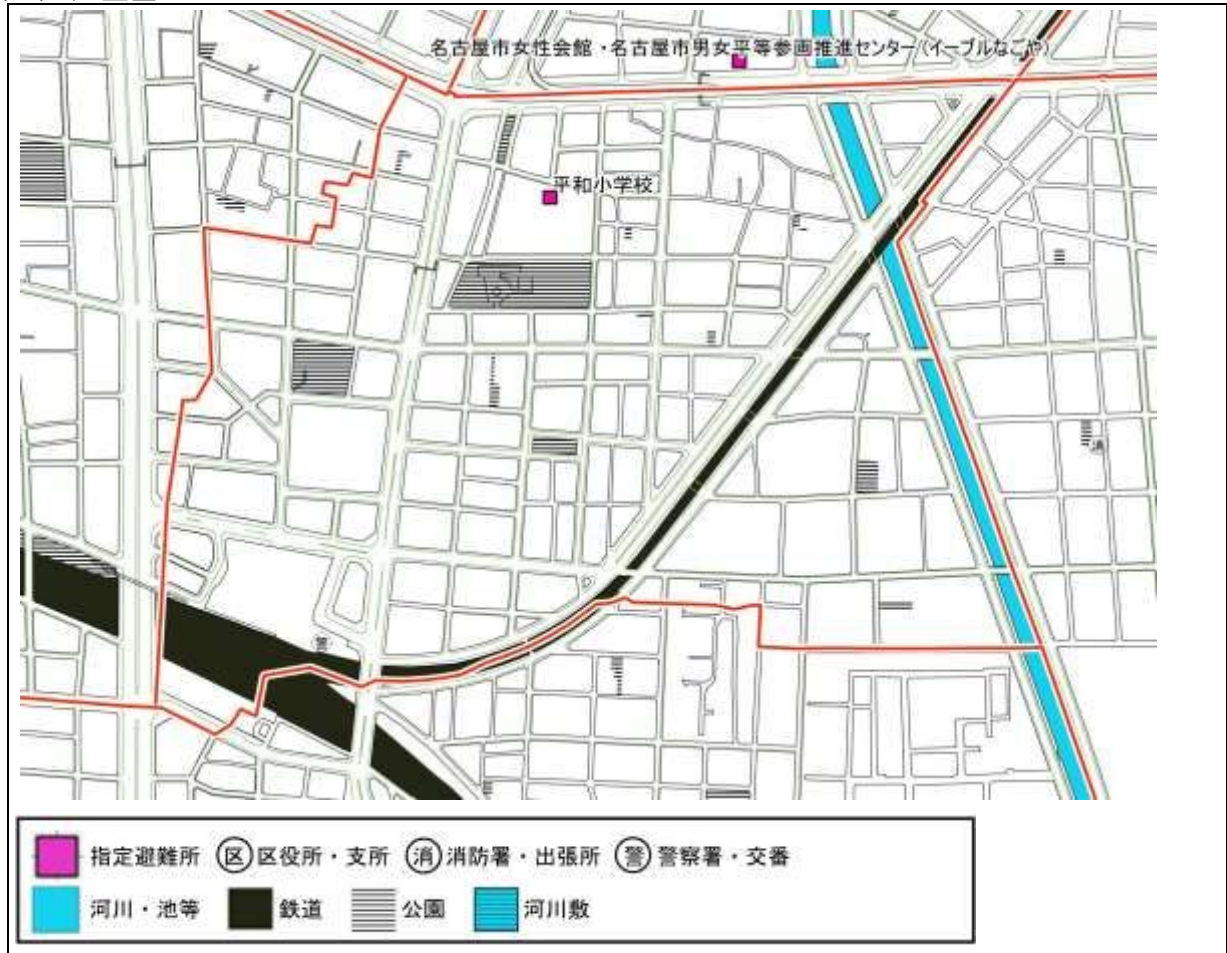 名古屋市女性会館・名古屋市男女平等参画推進センター(イーブルなごや)
平和小学校
消
警
指定避難所 区 区役所・支所 消 消防署・出張所 警 警察署・交番
河川・池等 鉄道 公園 河川敷